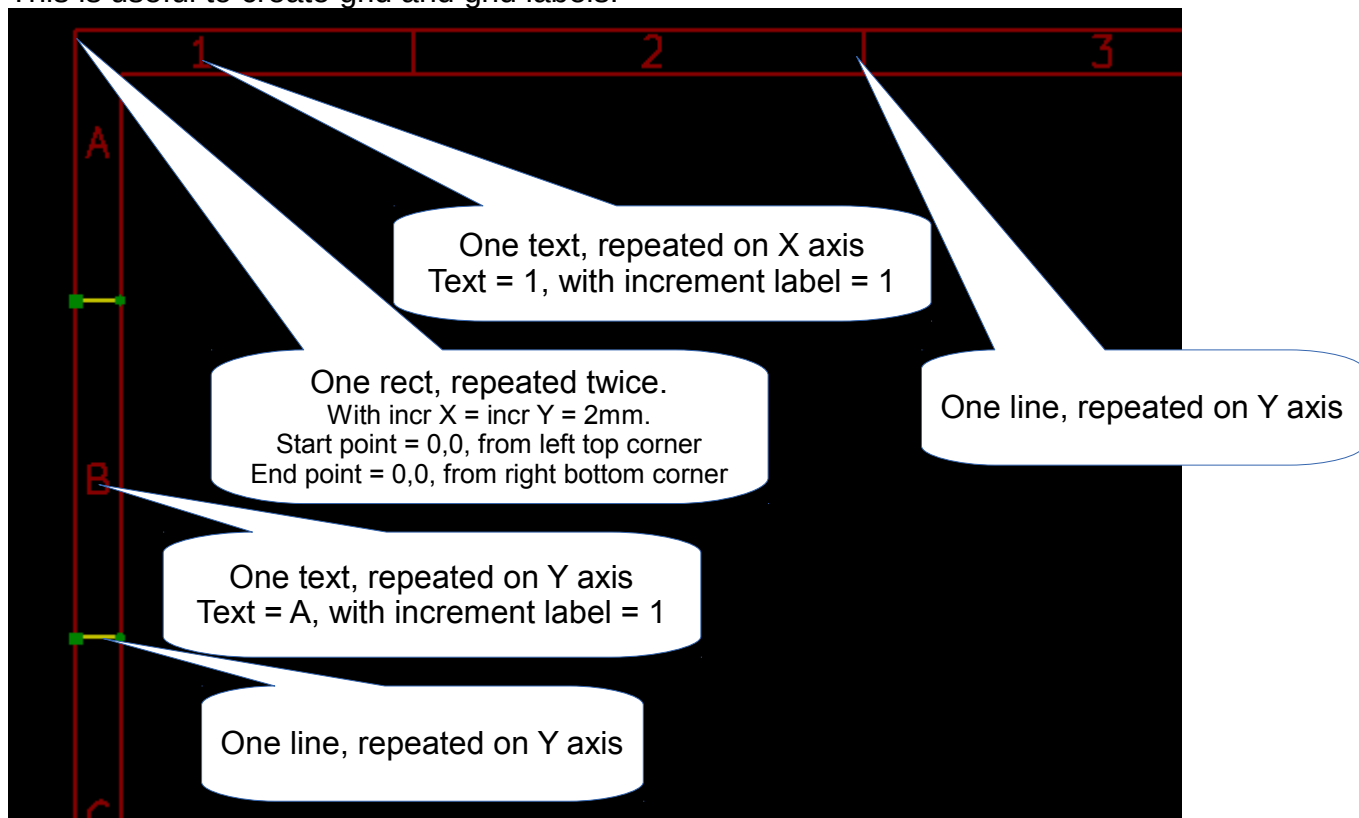 This is useful to create grid and grid labels.
1 2 3
A
One text, repeated on X axis
Text = 1, with increment label = 1
One rect, repeated twice.
With incr X = incr Y = 2mm.
Start point = 0,0, from left top corner
End point = 0,0, from right bottom corner
One line, repeated on Y axis
B
One text, repeated on Y axis
Text = A, with increment label = 1
One line, repeated on Y axis
C